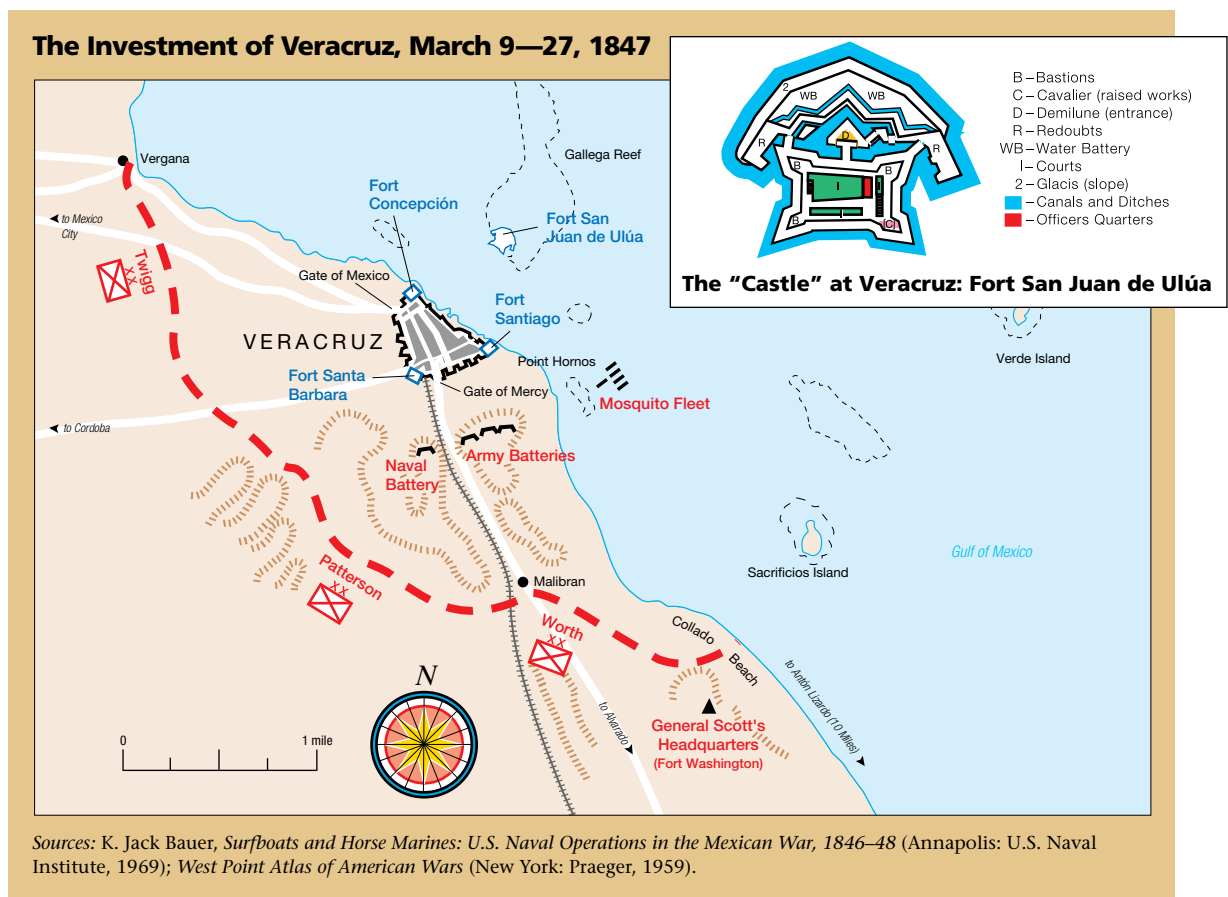 The Investment of Veracruz, March 9—27, 1847
B – Bastions
C – Cavalier (raised works)
D – Demilune (entrance)
R – Redoubts
WB – Water Battery
I – Courts
2 – Glacis (slope)
– Canals and Ditches
– Officers Quarters
2
WB
WB
D
R
R
B
B
I
I
I
B
(C)
The “Castle” at Veracruz: Fort San Juan de Ulúa
Vergana
Gallega Reef
Fort
Concepción
to Mexico
City
Fort San
Juan de Ulúa
Twigg
XX
Gate of Mexico
Fort
Santiago
VERACRUZ
Point Hornos
Verde Island
Fort Santa
Barbara
Gate of Mercy
Mosquito Fleet
to Cordoba
Naval
Battery
Army Batteries
Gulf of Mexico
Sacrificios Island
Patterson
XX
Malibran
Worth
XX
Collado
Beach
to Antón Lizardo (10 Miles)
N
to Alvarado
General Scott's
Headquarters
(Fort Washington)
0
1 mile
Sources: K. Jack Bauer, Surfboats and Horse Marines: U.S. Naval Operations in the Mexican War, 1846–48 (Annapolis: U.S. Naval
Institute, 1969); West Point Atlas of American Wars (New York: Praeger, 1959).